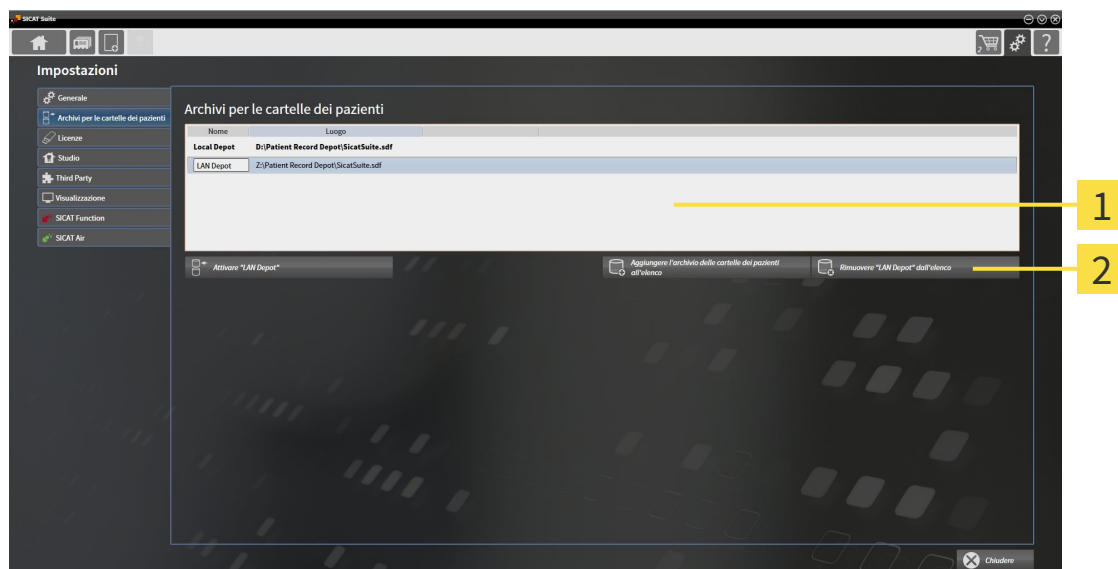 SICAT Suite
2
?
Impostazioni
Generale
Archivi per le cartelle dei pazienti
Licenze
Studio
Third Party
Visualizzazione
SICAT Function
SICAT Air
Archivi per le cartelle dei pazienti
Nome Luogo
Local Depot D:\Patient Record Depot\SicatSuite.sdf
LAN Depot Z:\Patient Record Depot\SicatSuite.sdf
1
Attivare "LAN Depot"
Aggiungere l'archivio delle cartelle dei pazienti
all'elenco
Rimuovere "LAN Depot" dall'elenco
2
Chiudere